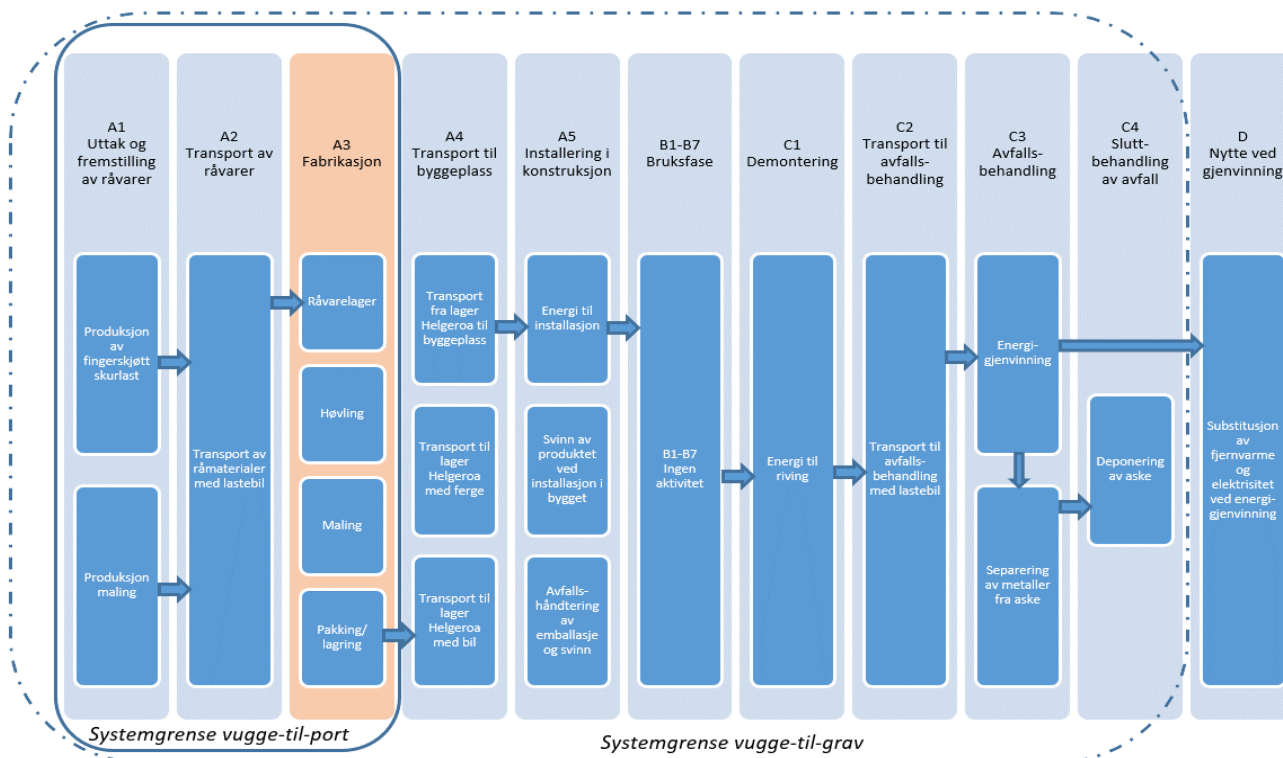 A1
Uttak og
fremstilling
av råvarer
A2
Transport av
råvarer
A3
Fabrikasjon
A4
Transport til
byggeplass
A5
Installering i
konstruksjon
B1-B7
Bruksfase
C1
Demontering
C2
Transport til
avfalls-
behandling
C3
Avfalls-
behandling
C4
Slutt-
behandling
av avfall
D
Nytte ved
gjenvinning
Produksjon
av
fingerskjøtt
skurlast
Produksjon
maling
Transport av
råmaterialer
med lastebil
Råvarelager
Høvling
Maling
Pakking/
lagring
Transport
fra lager
Helgeroa til
byggeplass
Transport til
lager
Helgeroa
med ferge
Transport til
lager
Helgeroa
med bil
Energi til
installasjon
Svinn av
produktet ved
installasjon i
bygget
Avfalls-
håndtering
av
emballasje
og svinn
B1-B7
Ingen
aktivitet
Energi til
riving
Transport til
avfalls-
behandling
med lastebil
Energi-
gjenvinning
Separering
av metaller
fra aske
Deponering
av aske
Substitusjon
av
fjernvarme
og
elektrisitet
ved energi-
gjenvinning
Systemgrense vugge-til-port
Systemgrense vugge-til-grav